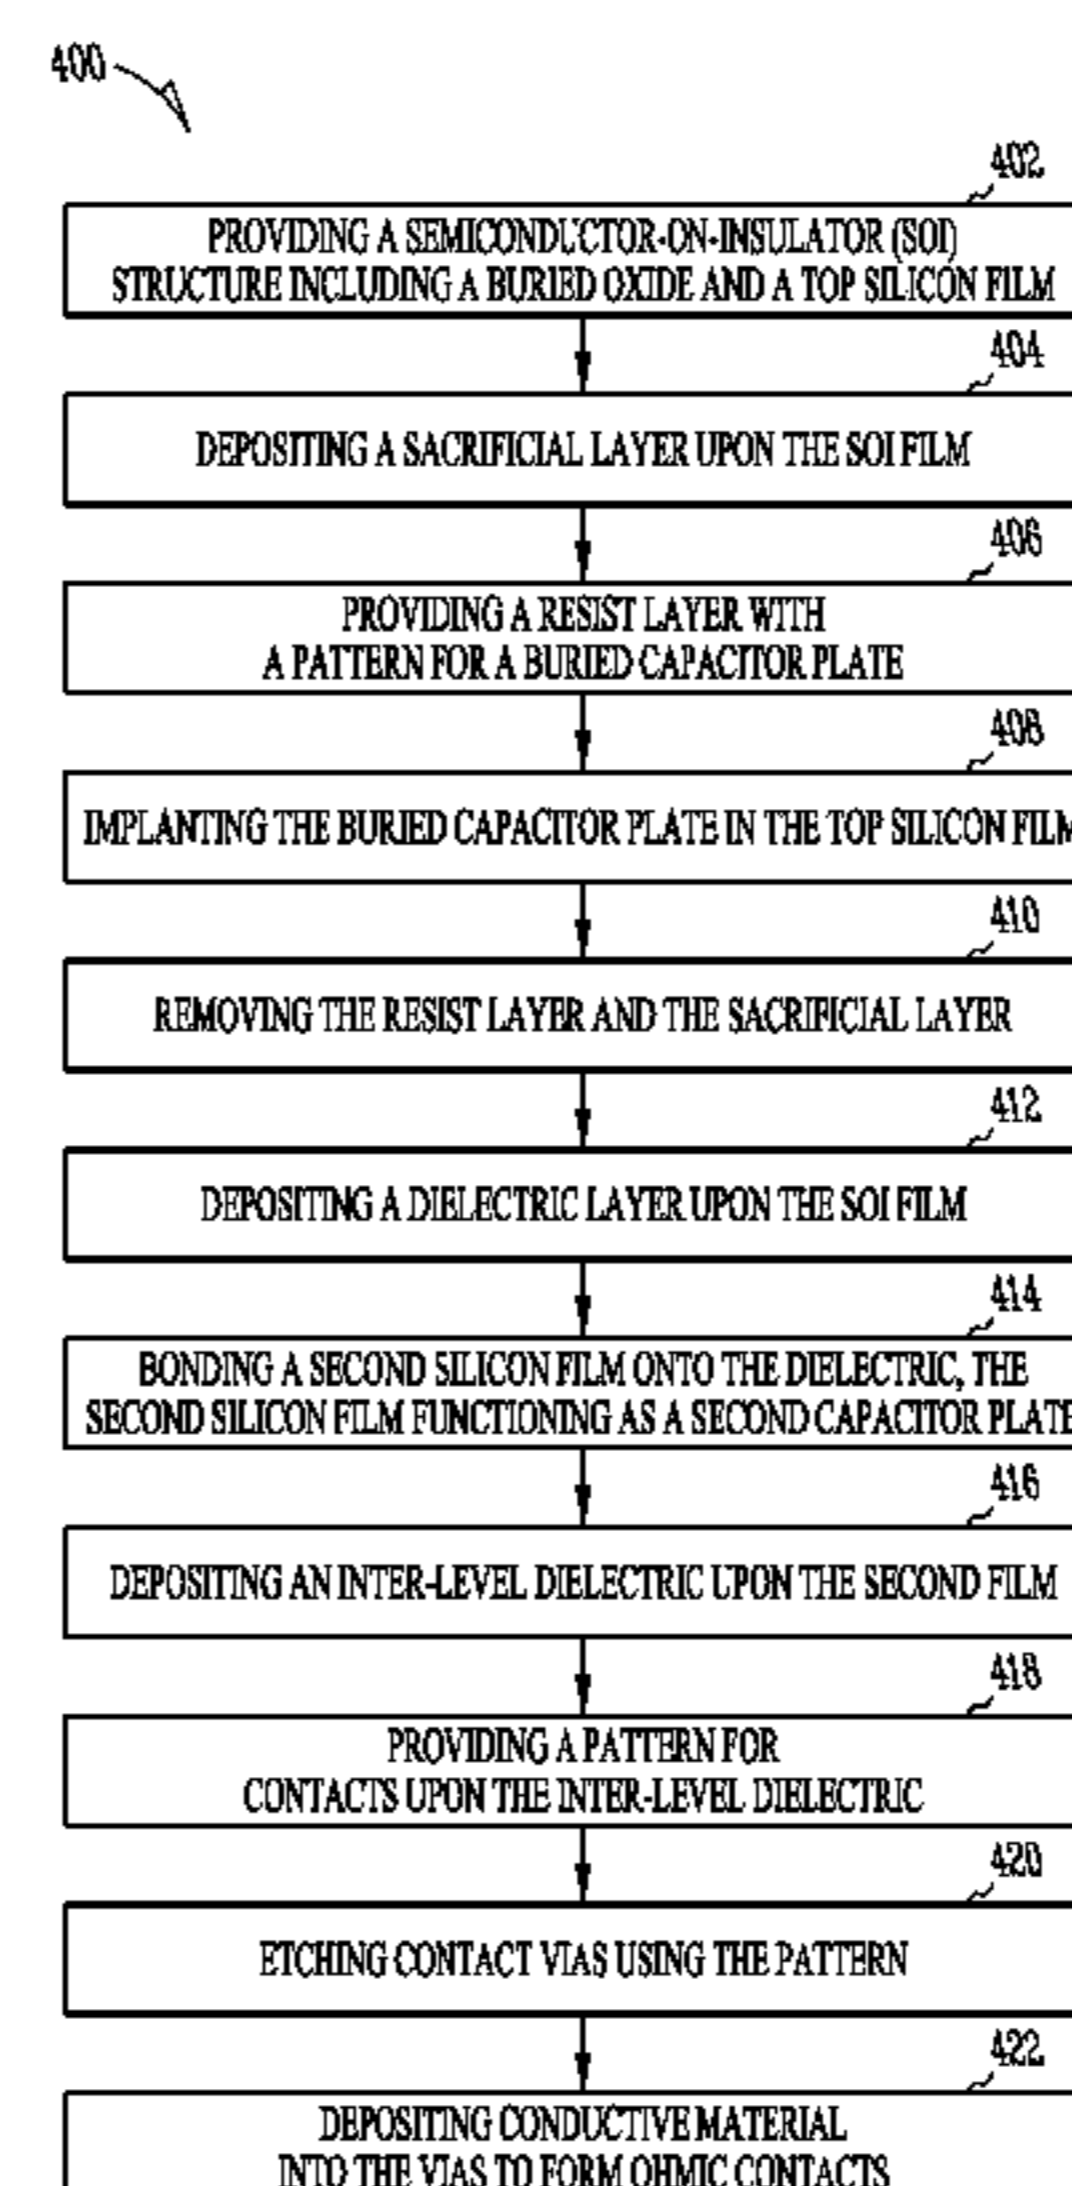 400
402
PROVIDING A SEMICONDUCTOR-ON-INSULATOR (SOI)
STRUCTURE INCLUDING A BURIED OXIDE AND A TOP SILICON FILM
404
DEPOSITING A SACRIFICIAL LAYER UPON THE SOI FILM
406
PROVIDING A RESIST LAYER WITH
A PATTERN FOR A BURIED CAPACITOR PLATE
408
IMPLANTING THE BURIED CAPACITOR PLATE IN THE TOP SILICON FILM
410
REMOVING THE RESIST LAYER AND THE SACRIFICIAL LAYER
412
DEPOSITING A DIELECTRIC LAYER UPON THE SOI FILM
414
BONDING A SECOND SILICON FILM ONTO THE DIELECTRIC, THE
SECOND SILICON FILM FUNCTIONING AS A SECOND CAPACITOR PLATE
416
DEPOSITING AN INTER-LEVEL DIELECTRIC UPON THE SECOND FILM
418
PROVIDING A PATTERN FOR
CONTACTS UPON THE INTER-LEVEL DIELECTRIC
420
ETCHING CONTACT VIAS USING THE PATTERN
422
DEPOSITING CONDUCTIVE MATERIAL
INTO THE VIAS TO FORM OHMIC CONTACTS